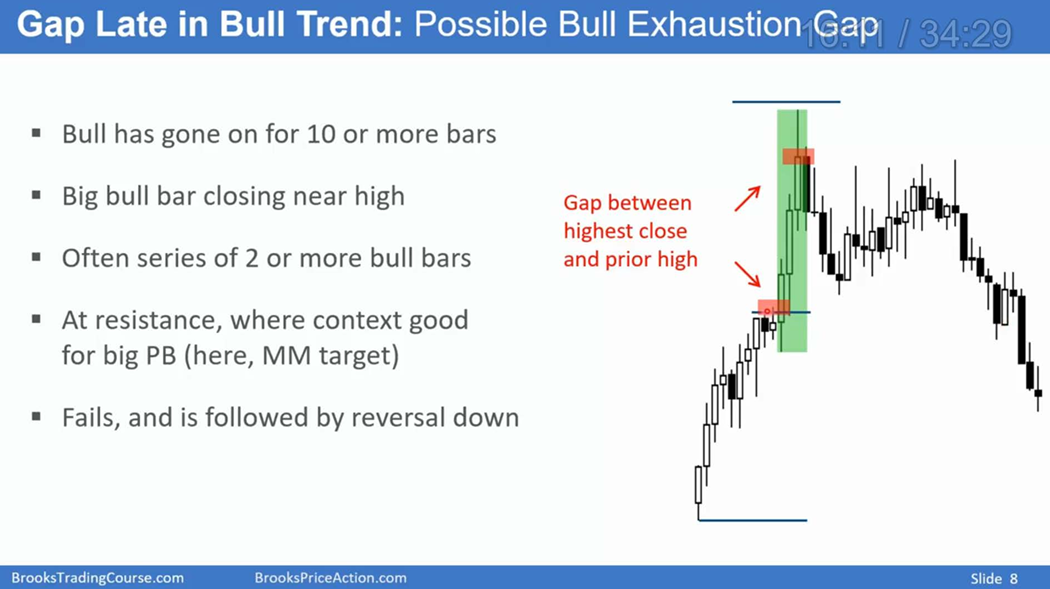 Gap Late in Bull Trend: Possible Bull Exhaustion Gap
16:11 / 34:29
▪ Bull has gone on for 10 or more bars
▪ Big bull bar closing near high
▪ Often series of 2 or more bull bars
▪ At resistance, where context good
for big PB (here, MM target)
▪ Fails, and is followed by reversal down
Gap between
highest close
and prior high
BrooksTradingCourse.com
BrooksPriceAction.com
Slide 8